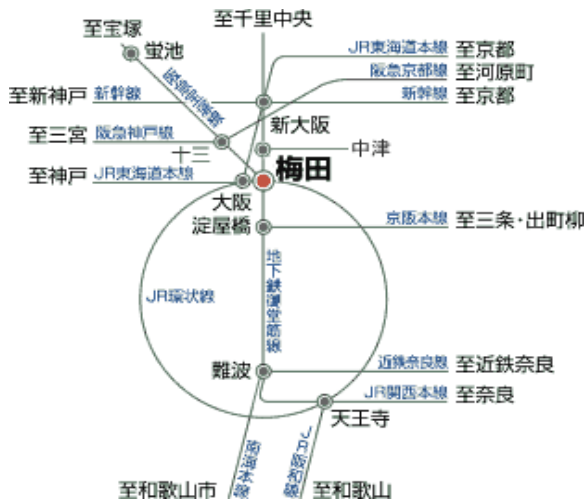 至千里中央
至宝塚
蛍池
JR東海道本線 至京都
阪急京都線 至河原町
至新神戸 新幹線
新幹線 至京都
阪急宝塚線
新大阪
至三宮 阪急神戸線
十三
中津
梅田
至神戸 JR東海道本線
大阪
淀屋橋
京阪本線 至三条・出町柳
地下鉄御堂筋線
JR環状線
難波
近鉄奈良線 至近鉄奈良
JR関西本線 至奈良
天王寺
南海本線
JR阪和線
至和歌山市
至和歌山